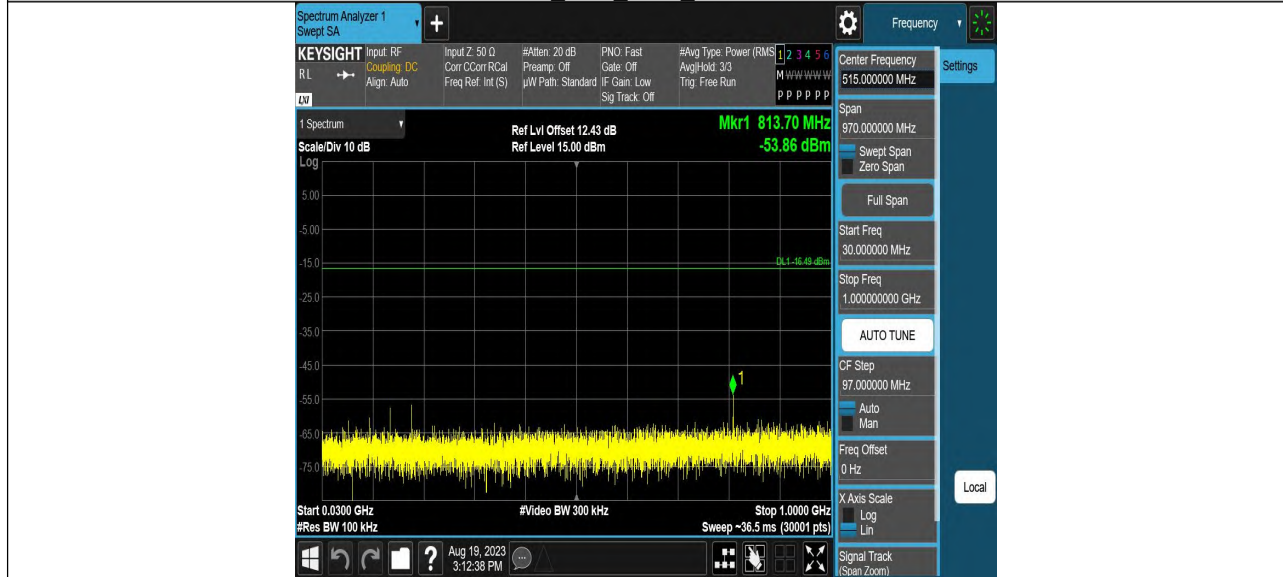 Spectrum Analyzer 1
Swept SA
+
Frequency
KEYSIGHT
RL
LXI
Input: RF
Coupling: DC
Align: Auto
Input Z: 50 Ω
Corr CCorr RCal
Freq Ref: Int (S)
#Atten: 20 dB
Preamp: Off
µW Path: Standard
PNO: Fast
Gate: Off
IF Gain: Low
Sig Track: Off
#Avg Type: Power (RMS
Avg|Hold: 3/3
Trig: Free Run
1 2 3 4 5 6
M W W W W W
P P P P P P
1 Spectrum
Scale/Div 10 dB
Ref Lvl Offset 12.43 dB
Ref Level 15.00 dBm
Mkr1 813.70 MHz
-53.86 dBm
Log
5.00
-5.00
-15.0
DL1 -16.49 dBm
-25.0
-35.0
-45.0
1
-55.0
-65.0
-75.0
Start 0.0300 GHz
#Res BW 100 kHz
#Video BW 300 kHz
Stop 1.0000 GHz
Sweep ~36.5 ms (30001 pts)
?
Aug 19, 2023
3:12:38 PM
Center Frequency
515.000000 MHz
Span
970.000000 MHz
Swept Span
Zero Span
Full Span
Start Freq
30.000000 MHz
Stop Freq
1.000000000 GHz
AUTO TUNE
CF Step
97.000000 MHz
Auto
Man
Freq Offset
0 Hz
X Axis Scale
Log
Lin
Signal Track
(Span Zoom)
Settings
Local